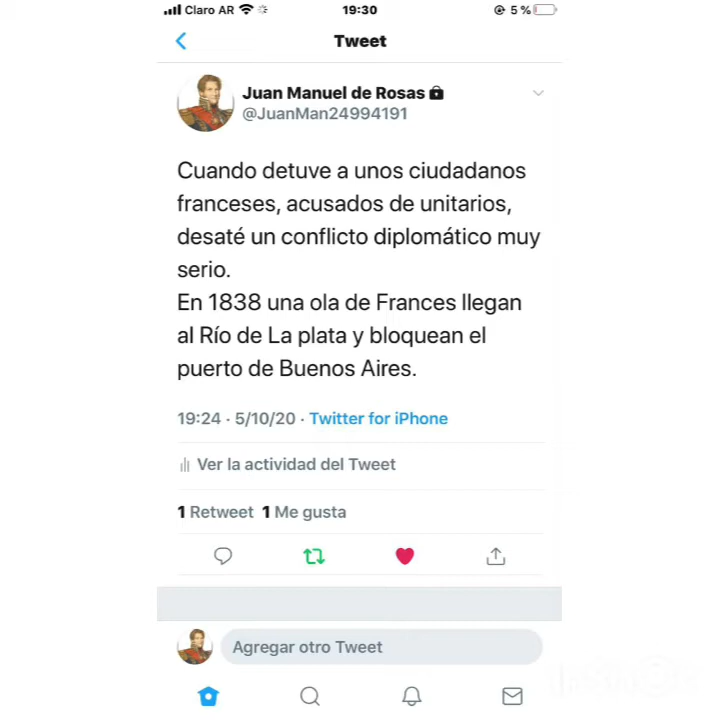 Claro AR 19:30 5 %
Tweet
Juan Manuel de Rosas
@JuanMan24994191
Cuando detuve a unos ciudadanos
franceses, acusados de unitarios,
desaté un conflicto diplomático muy
serio.
En 1838 una ola de Frances llegan
al Río de La plata y bloquean el
puerto de Buenos Aires.
19:24 · 5/10/20 · Twitter for iPhone
Ver la actividad del Tweet
1 Retweet 1 Me gusta
Agregar otro Tweet